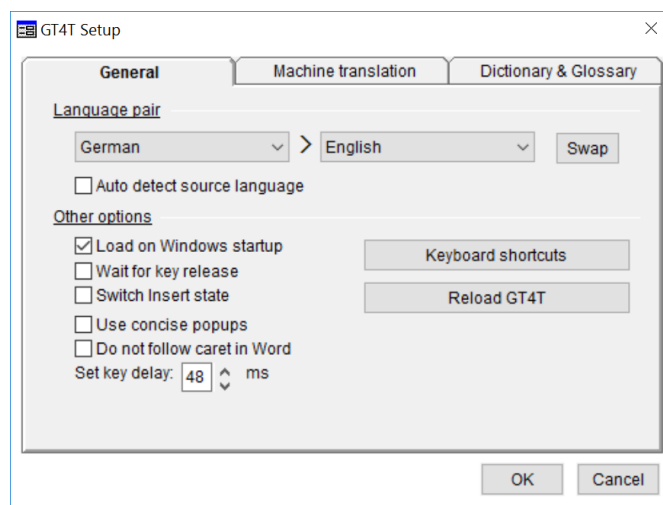 GT4T Setup
General Machine translation Dictionary & Glossary
Language pair
German > English Swap
Auto detect source language
Other options
Load on Windows startup Keyboard shortcuts
Wait for key release
Switch Insert state Reload GT4T
Use concise popups
Do not follow caret in Word
Set key delay: 48 ms
OK Cancel